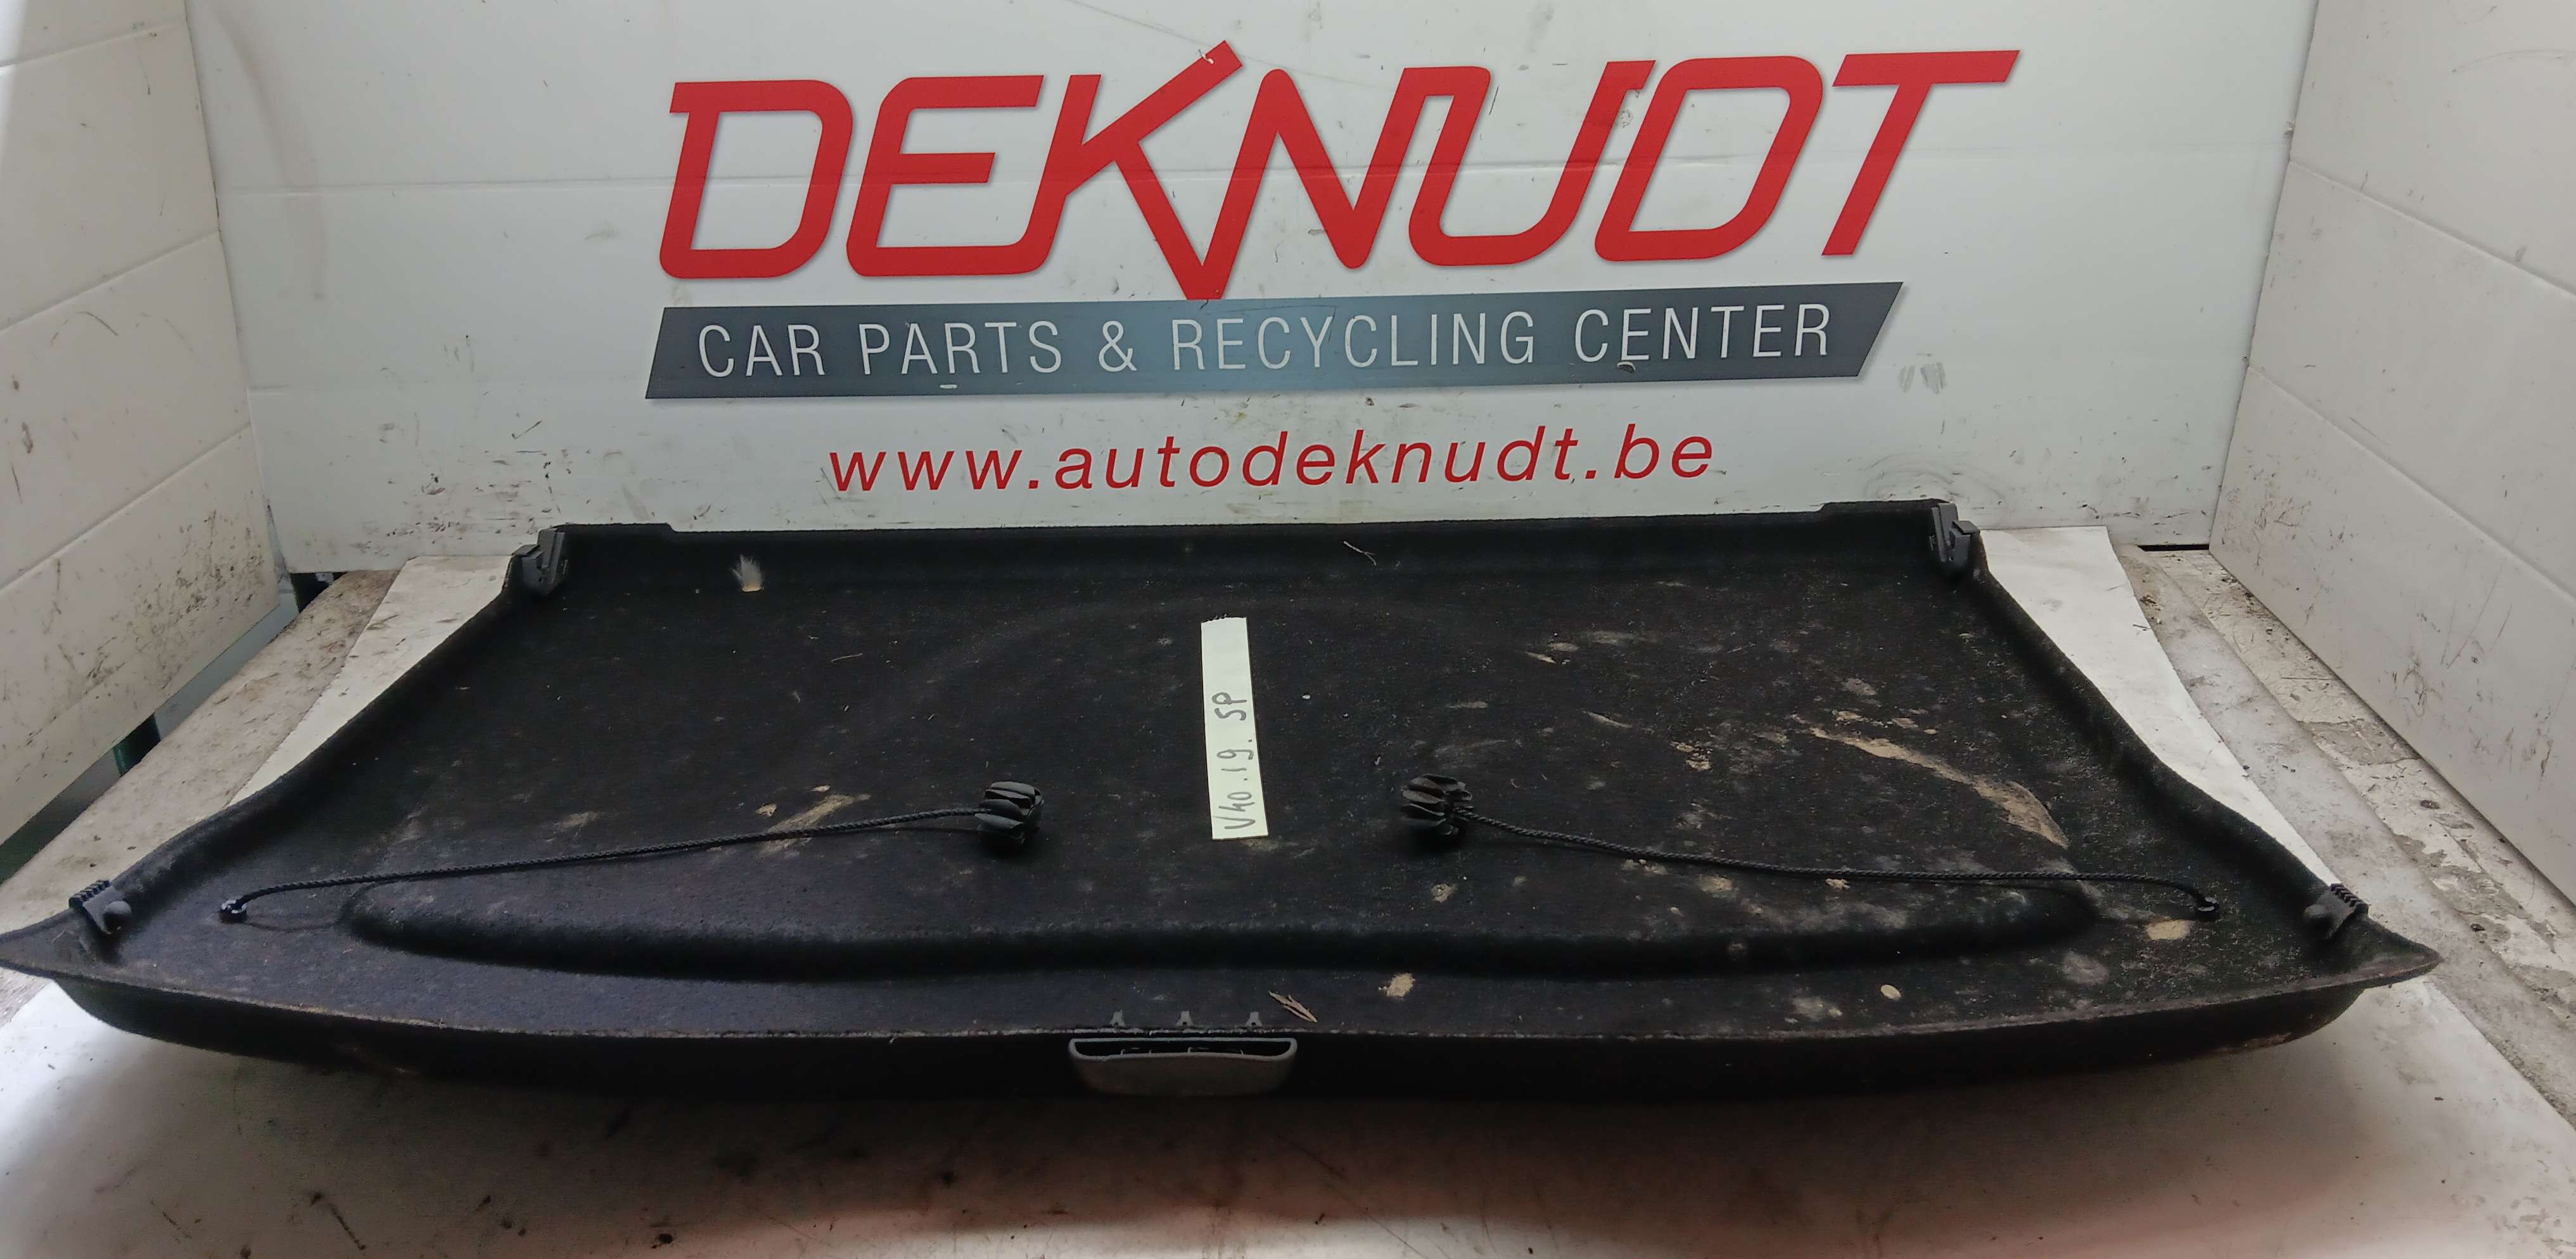 DEKNUDT
CAR PARTS & RECYCLING CENTER
www.autodeknudt.be
V40.19.SP